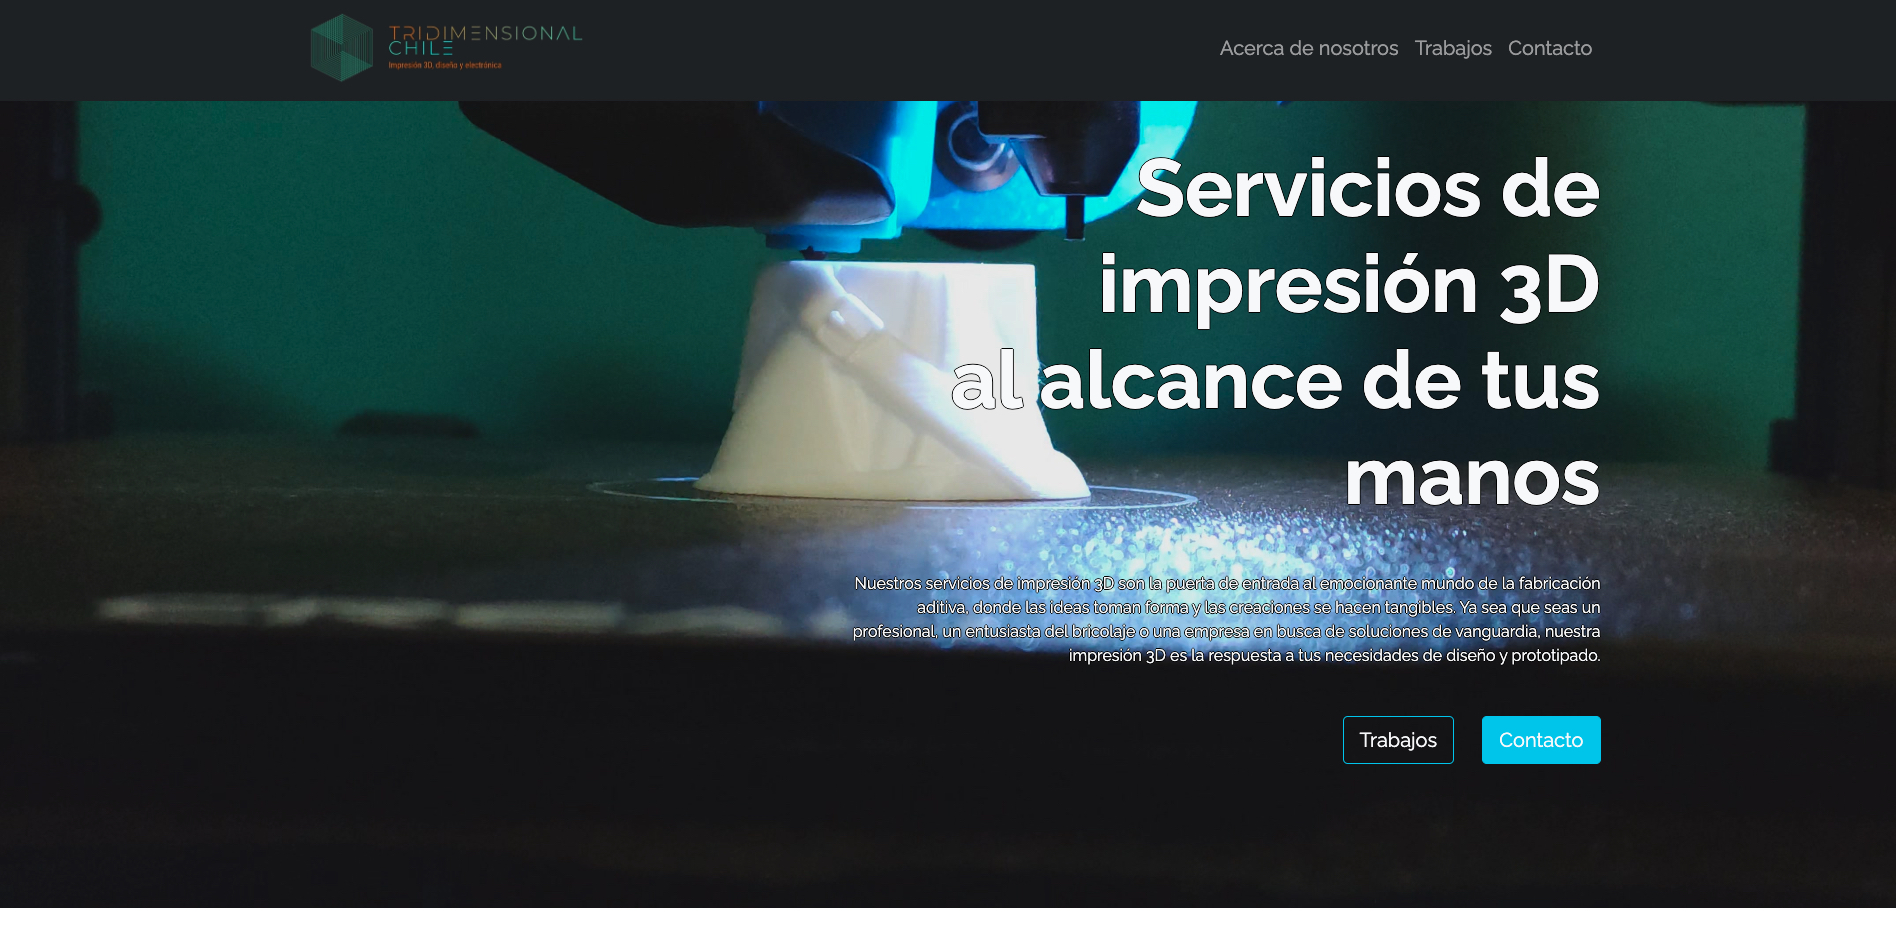 TRIDIMENSIONAL
CHILE
Impresión 3D, diseño y electrónica
Acerca de nosotros Trabajos Contacto
Servicios de
impresión 3D
al alcance de tus
manos
Nuestros servicios de impresión 3D son la puerta de entrada al emocionante mundo de la fabricación
aditiva, donde las ideas toman forma y las creaciones se hacen tangibles. Ya sea que seas un
profesional, un entusiasta del bricolaje o una empresa en busca de soluciones de vanguardia, nuestra
impresión 3D es la respuesta a tus necesidades de diseño y prototipado.
Trabajos Contacto